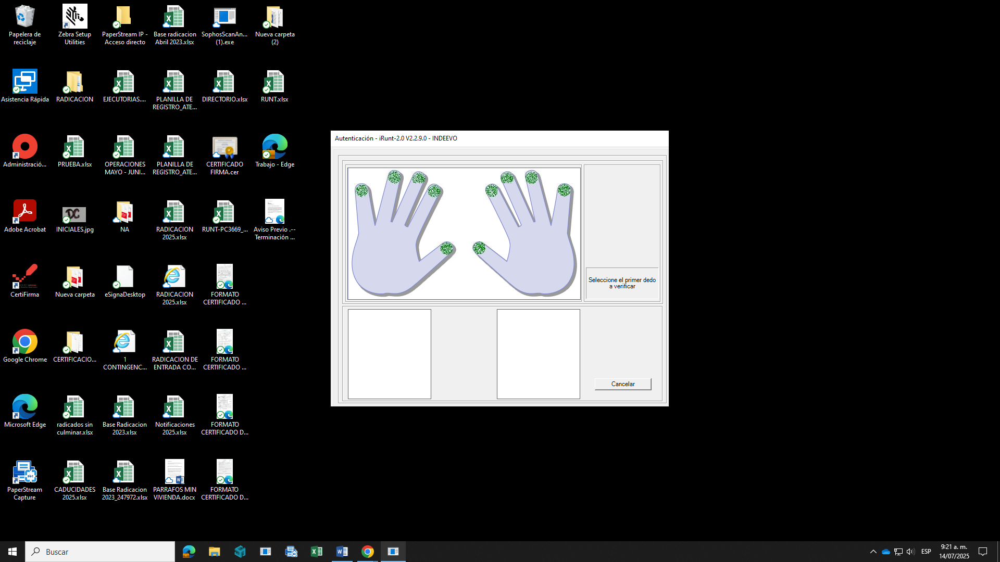 Papelera de
reciclaje
Zebra Setup
Utilities
PaperStream IP -
Acceso directo
Base radicacion
Abril 2023.xlsx
SophosScanAn...
(1).exe
Nueva carpeta
(2)
Asistencia Rápida
RADICACION
EJECUTORIAS....
PLANILLA DE
REGISTRO_ATE...
DIRECTORIO.xlsx
RUNT.xlsx
Administració...
PRUEBA.xlsx
OPERACIONES
MAYO - JUNI...
PLANILLA DE
REGISTRO_ATE...
CERTIFICADO
FIRMA.cer
Trabajo - Edge
Adobe Acrobat
INICIALES.jpg
NA
RADICACION
2025.xlsx
RUNT-PC3669_...
Aviso Previo .--
Terminación ...
CertiFirma
Nueva carpeta
eSignaDesktop
RADICACION
2025.xlsx
FORMATO
CERTIFICADO ...
Google Chrome
CERTIFICACIO...
1
CONTINGENC...
RADICACION DE
ENTRADA CO...
FORMATO
CERTIFICADO ...
Microsoft Edge
radicados sin
culminar.xlsx
Base Radicacion
2023.xlsx
Notificaciones
2025.xlsx
FORMATO
CERTIFICADO D...
PaperStream
Capture
CADUCIDADES
2025.xlsx
Base Radicacion
2023_247972.xlsx
PARRAFOS MIN
VIVIENDA.docx
FORMATO
CERTIFICADO D...
Autenticación - iRunt-2.0 V2.2.9.0 - INDEEVO
Seleccione el primer dedo
a verificar
Cancelar
Buscar
ESP
9:21 a. m.
14/07/2025